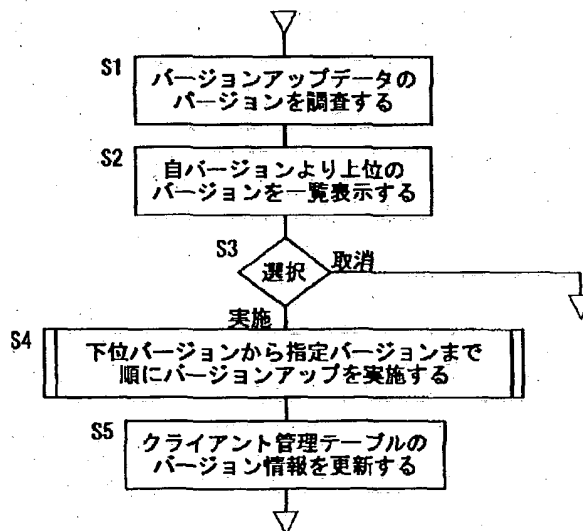 S1
バージョンアップデータの
バージョンを調査する
S2
自バージョンより上位の
バージョンを一覧表示する
S3
選択
取消
実施
S4
下位バージョンから指定バージョンまで
順にバージョンアップを実施する
S5
クライアント管理テーブルの
バージョン情報を更新する